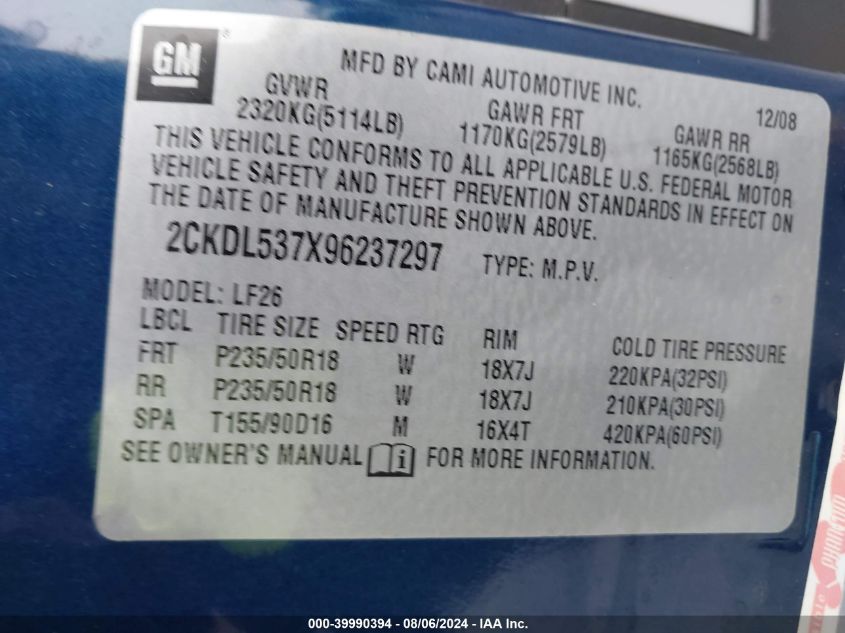 GM ®
MFD BY CAMI AUTOMOTIVE INC.
12/08
GVWR GAWR FRT GAWR RR
2320KG(5114LB) 1170KG(2579LB) 1165KG(2568LB)
THIS VEHICLE CONFORMS TO ALL APPLICABLE U.S. FEDERAL MOTOR
VEHICLE SAFETY AND THEFT PREVENTION STANDARDS IN EFFECT ON
THE DATE OF MANUFACTURE SHOWN ABOVE.
2CKDL537X96237297 TYPE: M.P.V.
MODEL: LF26
LBCL TIRE SIZE SPEED RTG RIM COLD TIRE PRESSURE
FRT P235/50R18 W 18X7J 220KPA(32PSI)
RR P235/50R18 W 18X7J 210KPA(30PSI)
SPA T155/90D16 M 16X4T 420KPA(60PSI)
SEE OWNER'S MANUAL i FOR MORE INFORMATION.
000-39990394 - 08/06/2024 - IAA Inc.